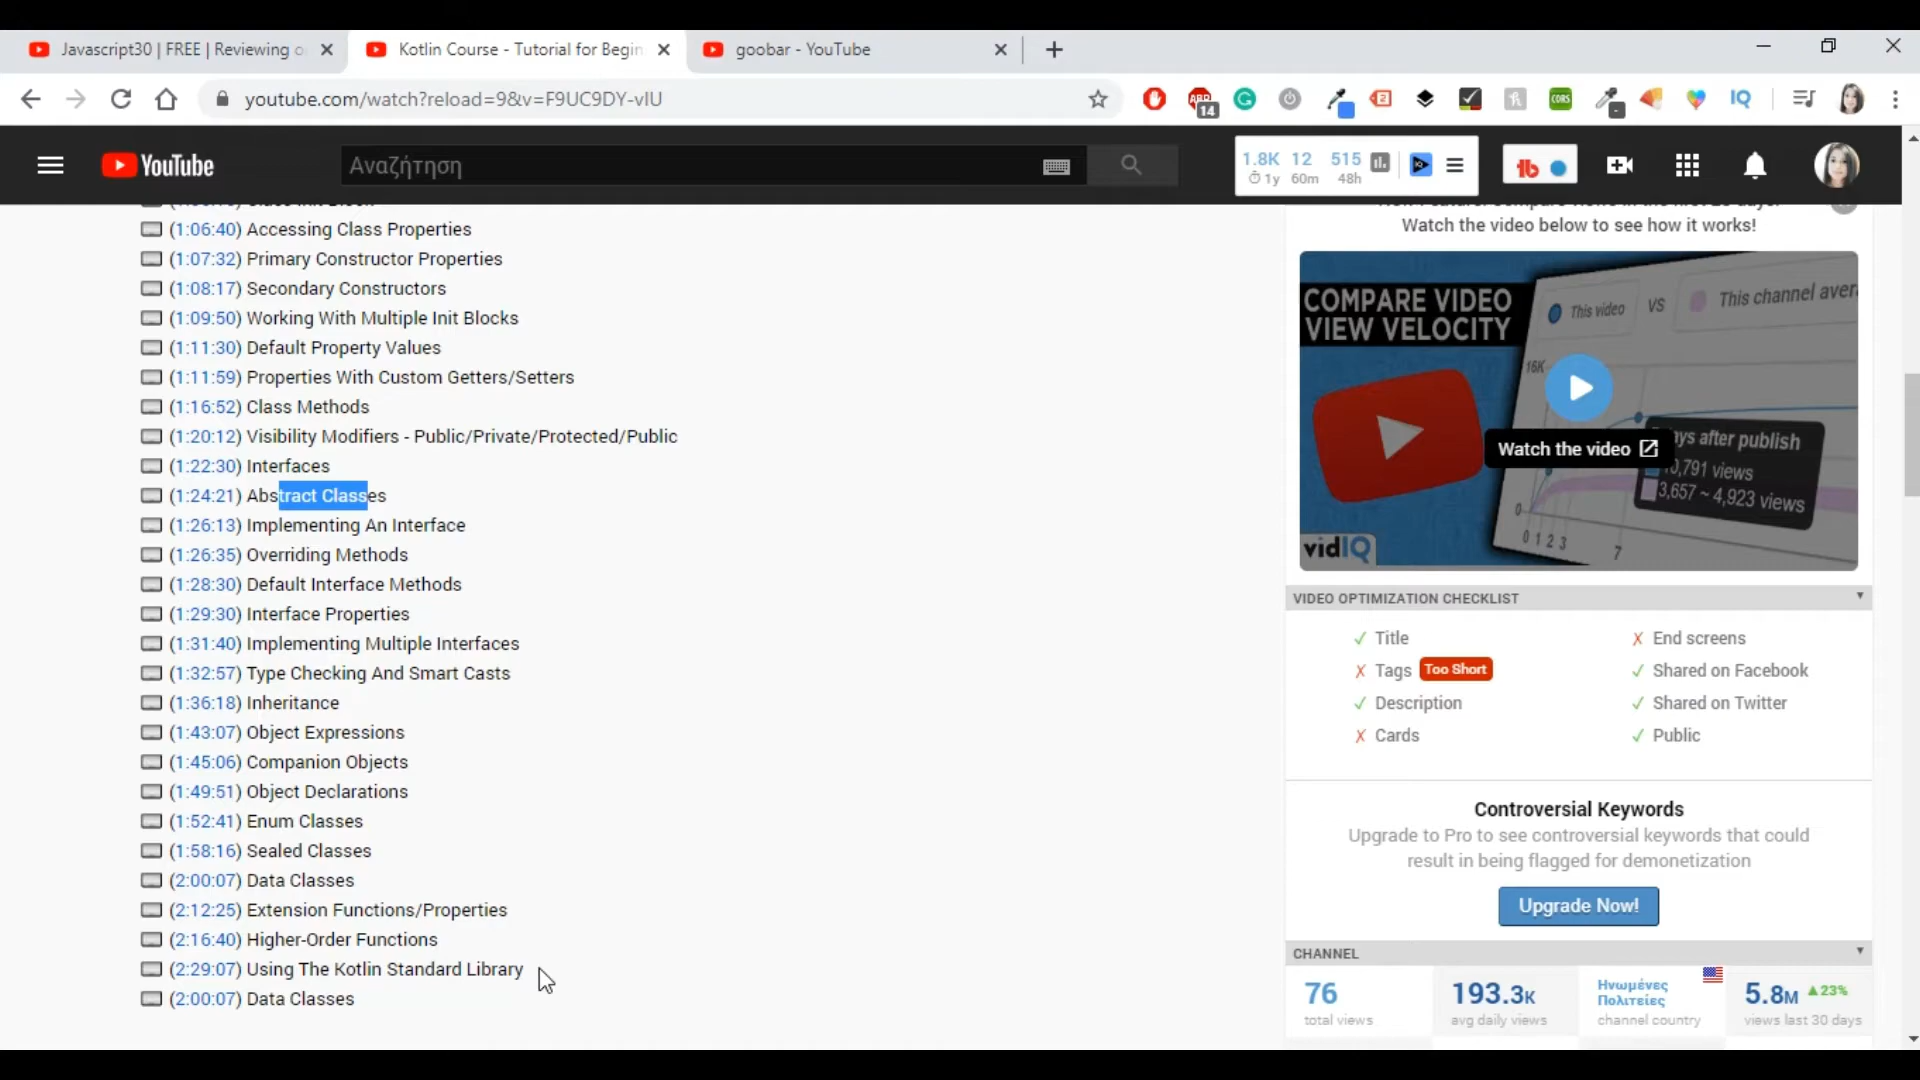 Javascript30 | FREE | Reviewing o
Kotlin Course - Tutorial for Begin
goobar - YouTube
youtube.com/watch?reload=9&v=F9UC9DY-vIU
ABP
14
2
CORS
IQ
YouTube
Αναζήτηση
1.8K 12 515
1y 60m 48h
(1:06:40) Accessing Class Properties
(1:07:32) Primary Constructor Properties
(1:08:17) Secondary Constructors
(1:09:50) Working With Multiple Init Blocks
(1:11:30) Default Property Values
(1:11:59) Properties With Custom Getters/Setters
(1:16:52) Class Methods
(1:20:12) Visibility Modifiers - Public/Private/Protected/Public
(1:22:30) Interfaces
(1:24:21) Abstract Classes
(1:26:13) Implementing An Interface
(1:26:35) Overriding Methods
(1:28:30) Default Interface Methods
(1:29:30) Interface Properties
(1:31:40) Implementing Multiple Interfaces
(1:32:57) Type Checking And Smart Casts
(1:36:18) Inheritance
(1:43:07) Object Expressions
(1:45:06) Companion Objects
(1:49:51) Object Declarations
(1:52:41) Enum Classes
(1:58:16) Sealed Classes
(2:00:07) Data Classes
(2:12:25) Extension Functions/Properties
(2:16:40) Higher-Order Functions
(2:29:07) Using The Kotlin Standard Library
(2:00:07) Data Classes
Watch the video below to see how it works!
COMPARE VIDEO
VIEW VELOCITY
This video VS This channel aver
16K
Watch the video
ays after publish
0,791 views
3,657 ~ 4,923 views
0
0 1 2 3 7
vidIQ
VIDEO OPTIMIZATION CHECKLIST
✓ Title
✗ End screens
✗ Tags Too Short
✓ Shared on Facebook
✓ Description
✓ Shared on Twitter
✗ Cards
✓ Public
Controversial Keywords
Upgrade to Pro to see controversial keywords that could
result in being flagged for demonetization
Upgrade Now!
CHANNEL
76
total views
193.3K
avg daily views
Ηνωμένες
Πολιτείες
channel country
5.8M ▲23%
views last 30 days